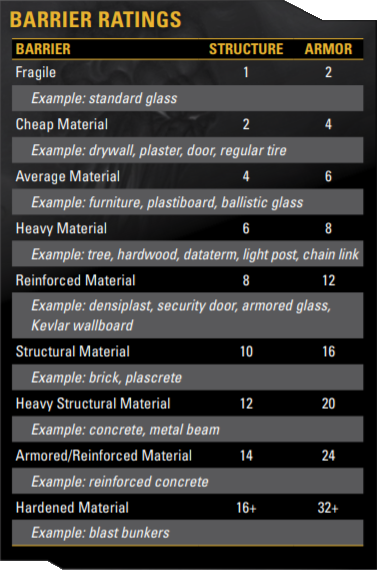 BARRIER RATINGS
BARRIER STRUCTURE ARMOR
Fragile 1 2
Example: standard glass
Cheap Material 2 4
Example: drywall, plaster, door, regular tire
Average Material 4 6
Example: furniture, plastiboard, ballistic glass
Heavy Material 6 8
Example: tree, hardwood, dataterm, light post, chain link
Reinforced Material 8 12
Example: densiplast, security door, armored glass,
Kevlar wallboard
Structural Material 10 16
Example: brick, plascrete
Heavy Structural Material 12 20
Example: concrete, metal beam
Armored/Reinforced Material 14 24
Example: reinforced concrete
Hardened Material 16+ 32+
Example: blast bunkers